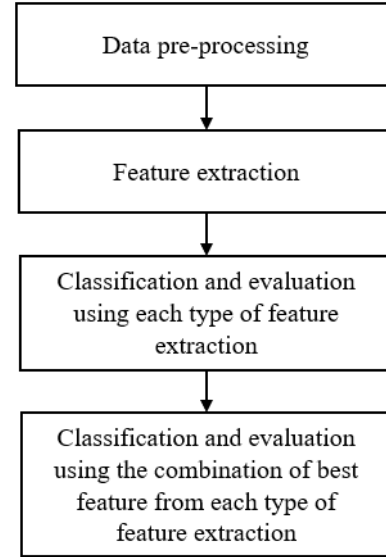 Data pre-processing
Feature extraction
Classification and evaluation
using each type of feature
extraction
Classification and evaluation
using the combination of best
feature from each type of
feature extraction